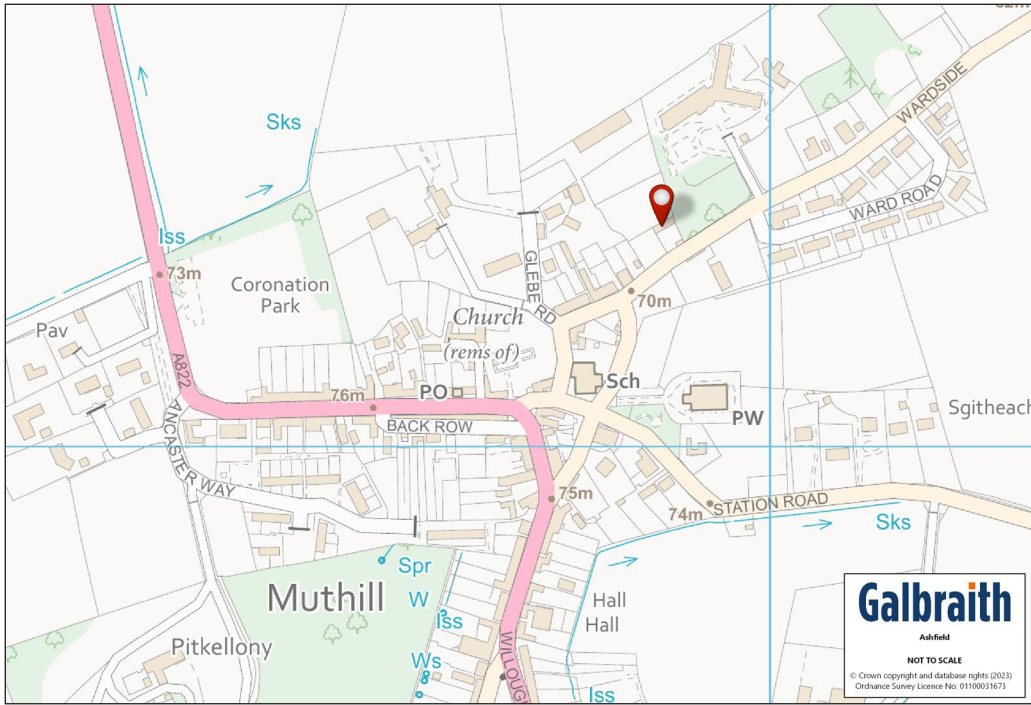 Sks
WARDSIDE
WARD ROAD
Iss
73m
Coronation
Park
GLEBE RD
70m
Church
(rems of)
Pav
A822
76m
PO
Sch
PW
Sgitheach
BACK ROW
ANCASTER WAY
75m
74m
STATION ROAD
Sks
Spr
W
Iss
Muthill
Hall
Hall
Pitkellony
Ws
WILLOUGH
Iss
Galbraith
Ashfield
NOT TO SCALE
© Crown copyright and database rights (2023)
Ordnance Survey Licence No. 01100031673